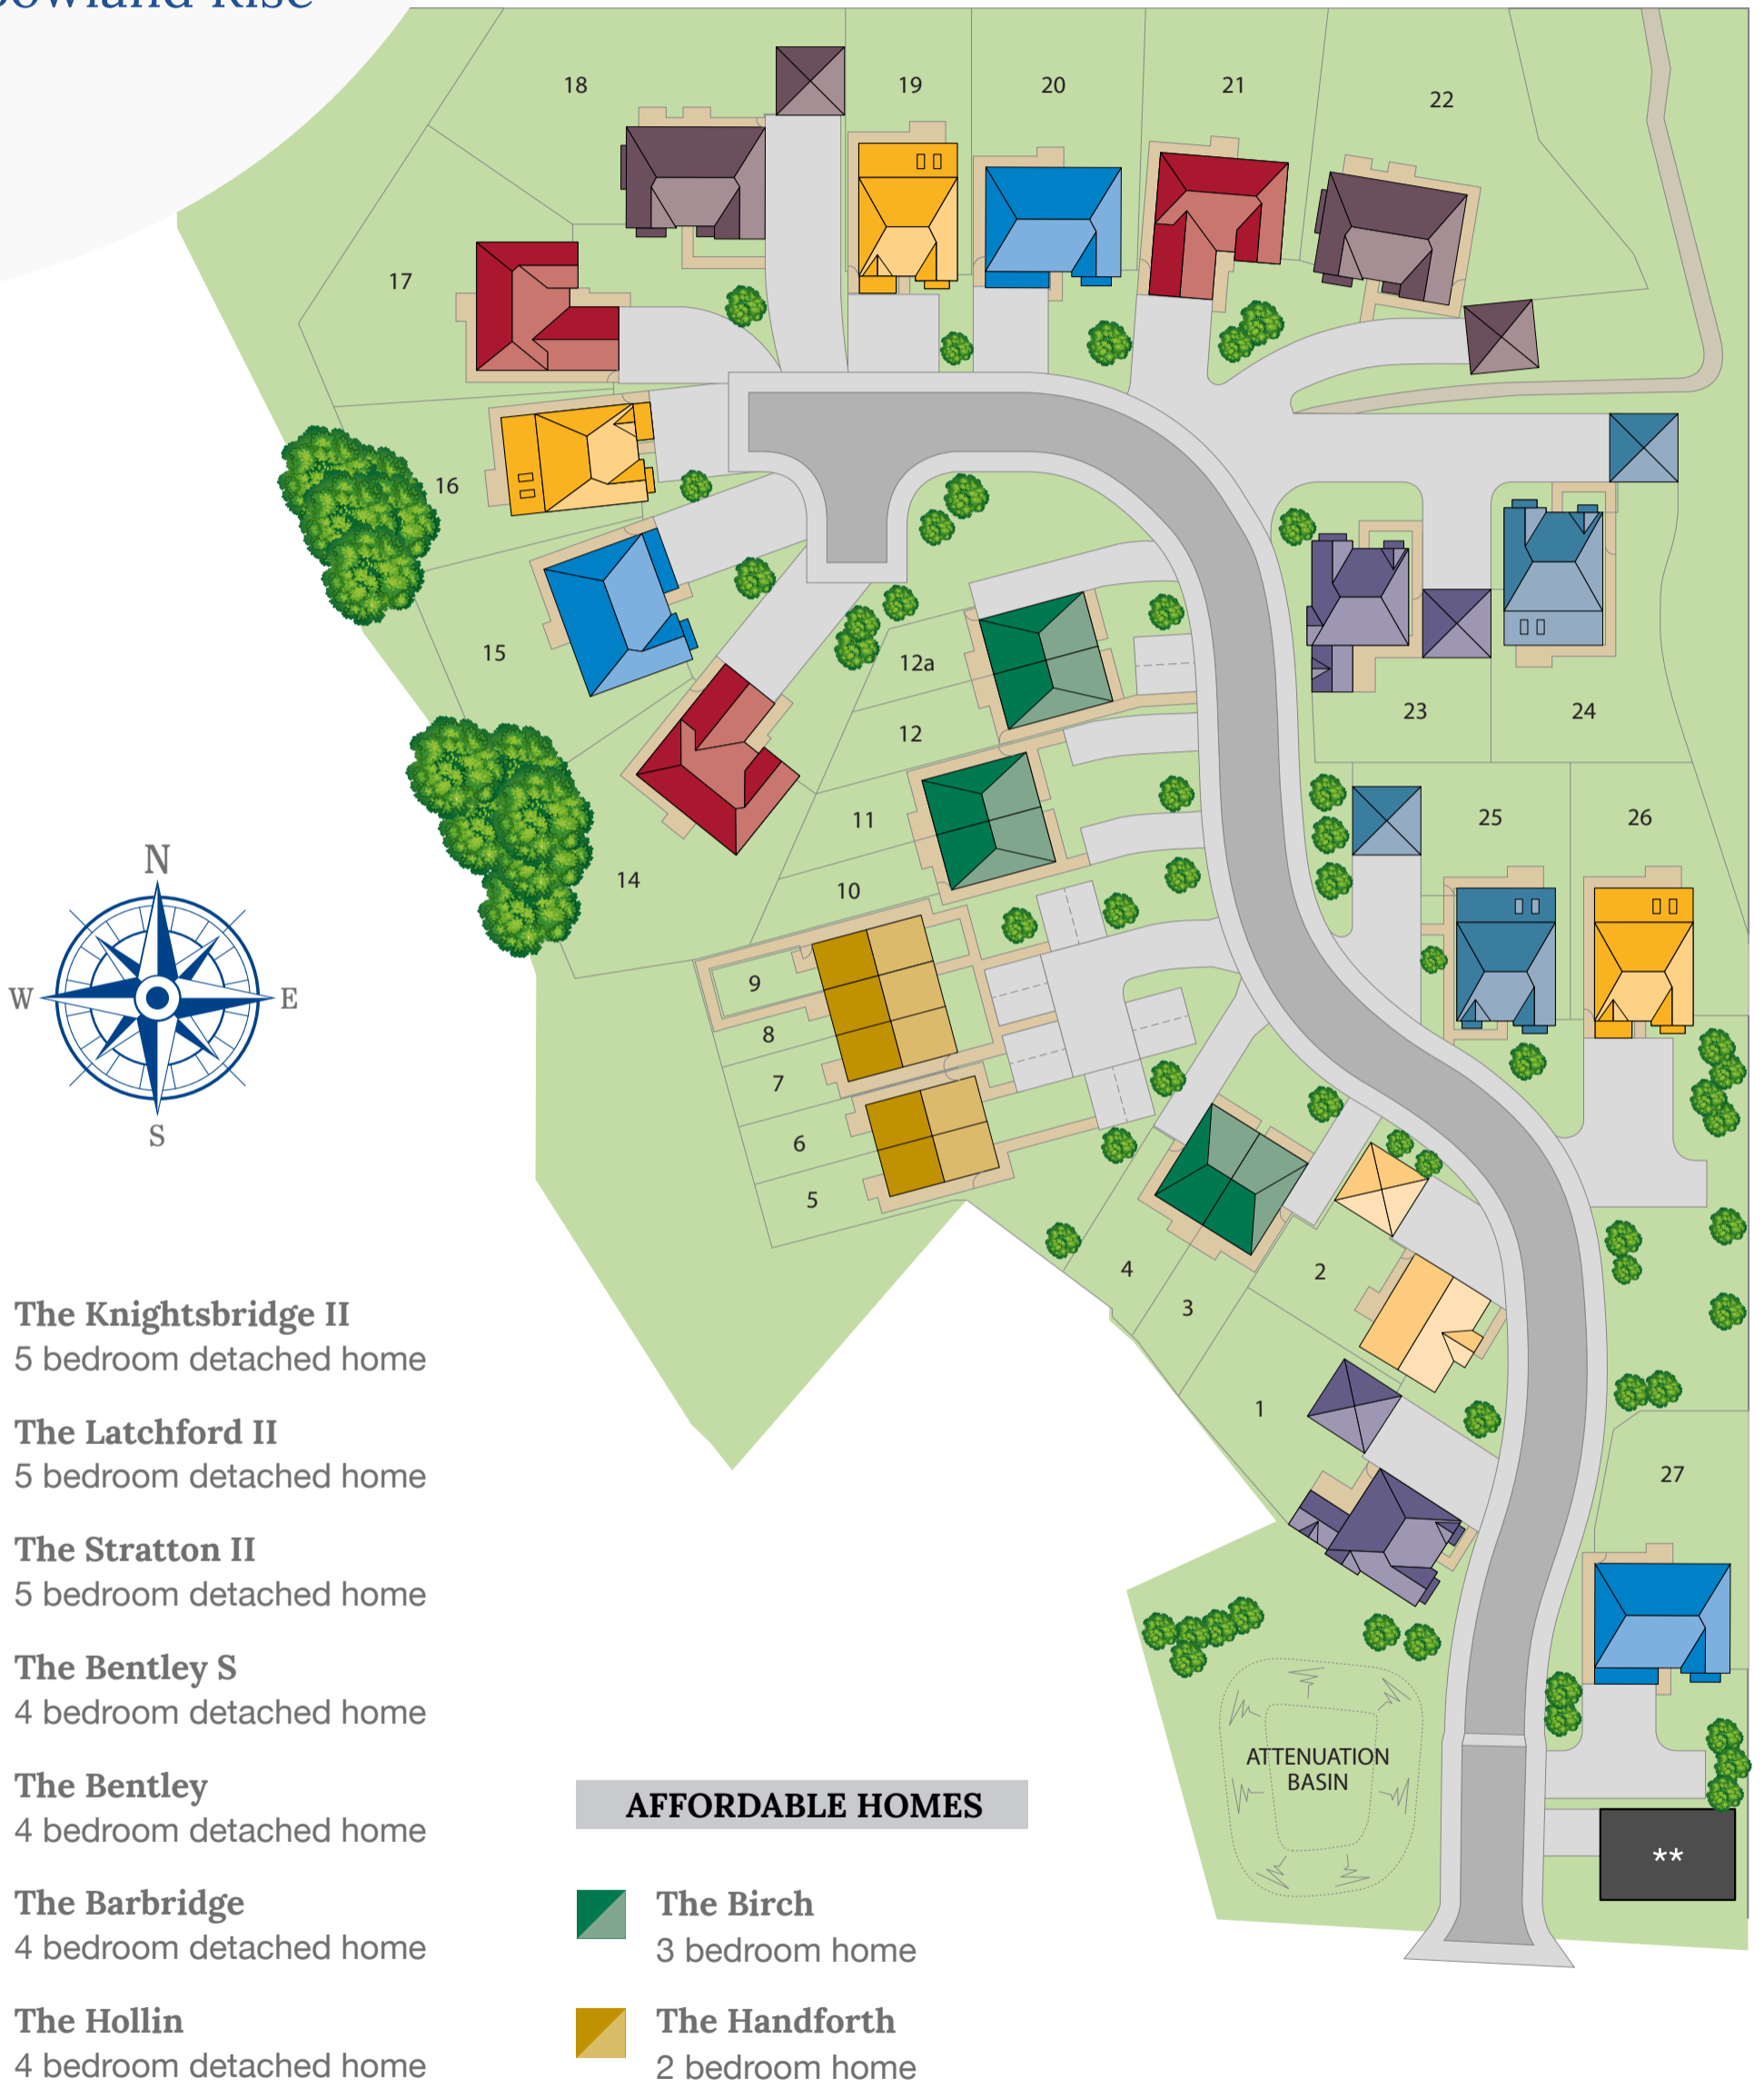 Rise
18
19
20
21
22
17
16
15
12a
12
11
10
14
9
8
7
6
5
4
3
2
1
23
24
25
26
27
N
W
E
S
ATTENUATION
BASIN
**
The Knightsbridge II
5 bedroom detached home
The Latchford II
5 bedroom detached home
The Stratton II
5 bedroom detached home
The Bentley S
4 bedroom detached home
The Bentley
4 bedroom detached home
The Barbridge
4 bedroom detached home
The Hollin
4 bedroom detached home
AFFORDABLE HOMES
The Birch
3 bedroom home
The Handforth
2 bedroom home